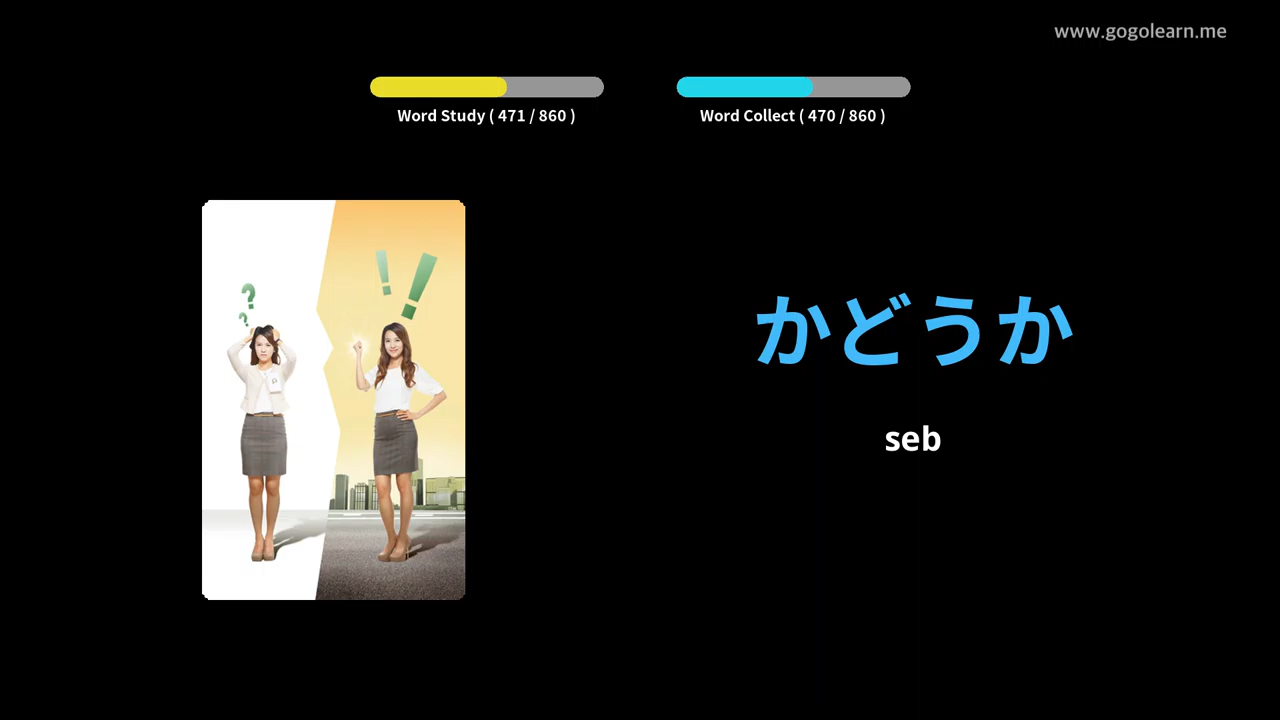 www.gogolearn.me
Word Study ( 471 / 860 )
Word Collect ( 470 / 860 )
? ! !
?
かどうか
seb